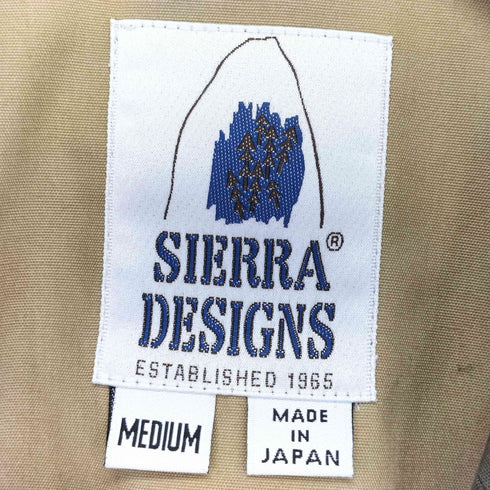 SIERRA®
DESIGNS
ESTABLISHED 1965
MEDIUM
MADE
IN
JAPAN